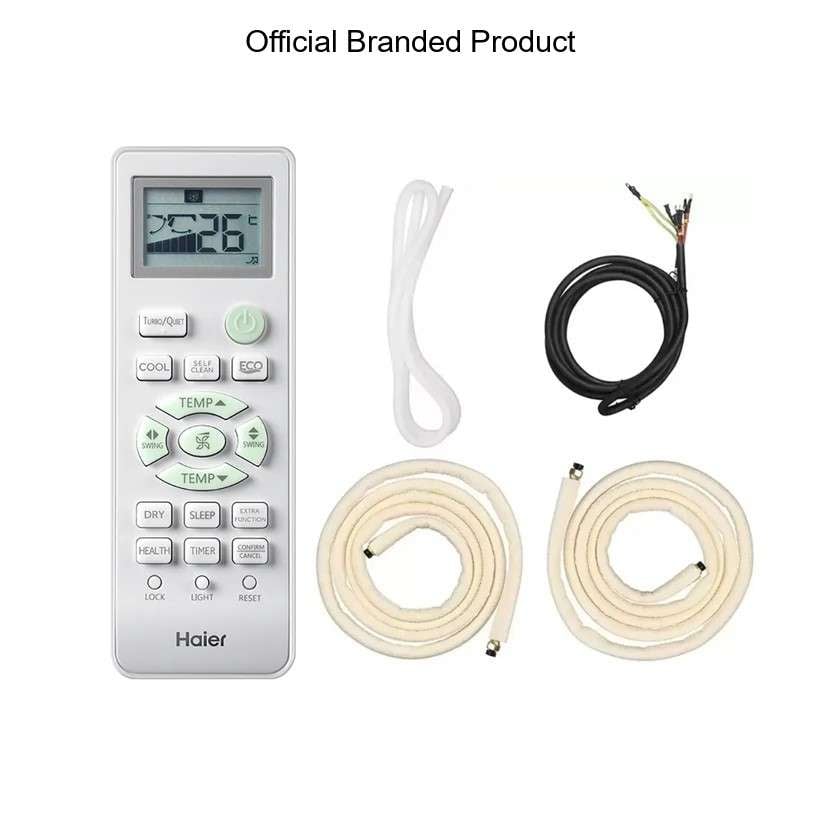 Official Branded Product
26°C
TURBO/QUIET
COOL
SELF CLEAN
ECO
TEMP
SWING
SWING
TEMP
DRY
SLEEP
EXTRA FUNCTION
HEALTH
TIMER
CONFIRM CANCEL
LOCK
LIGHT
RESET
Haier